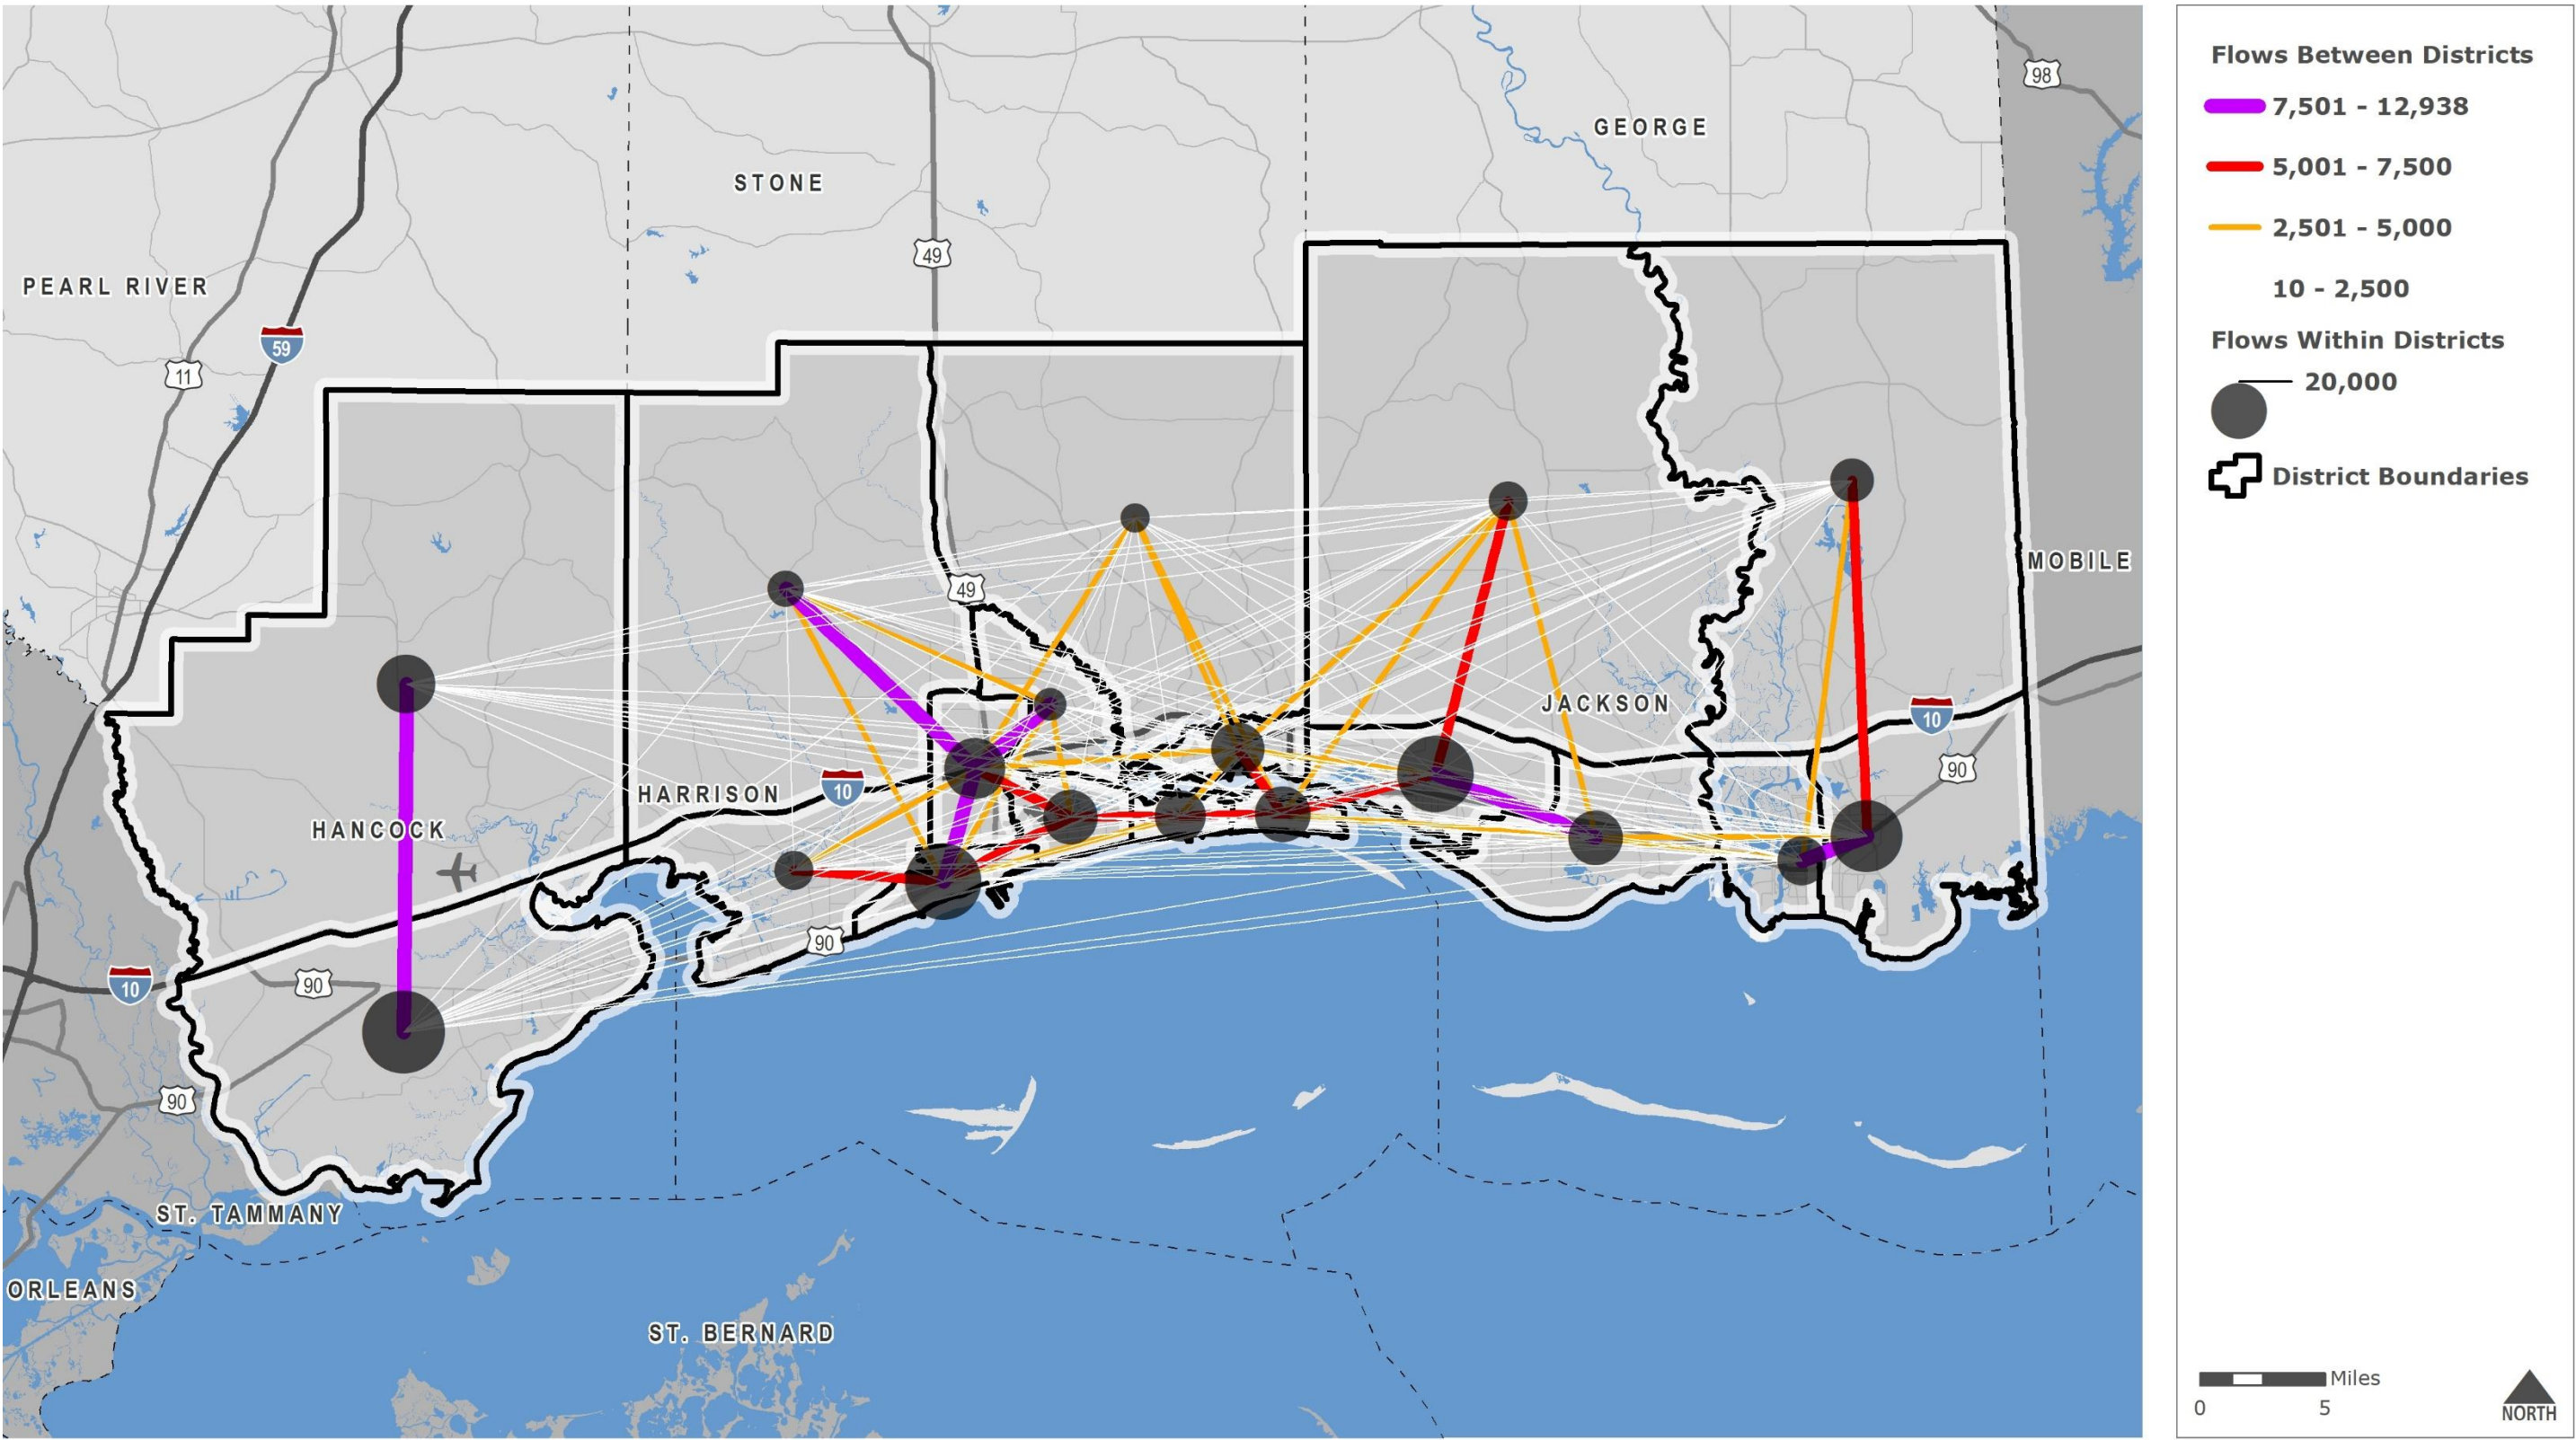 98
GEORGE
STONE
49
PEARL RIVER
59
11
49
MOBILE
JACKSON
10
90
HARRISON
10
HANCOCK
90
10
90
90
ST. TAMMANY
ORLEANS
ST. BERNARD
Flows Between Districts
7,501 - 12,938
5,001 - 7,500
2,501 - 5,000
10 - 2,500
Flows Within Districts
20,000
District Boundaries
Miles
0 5
NORTH